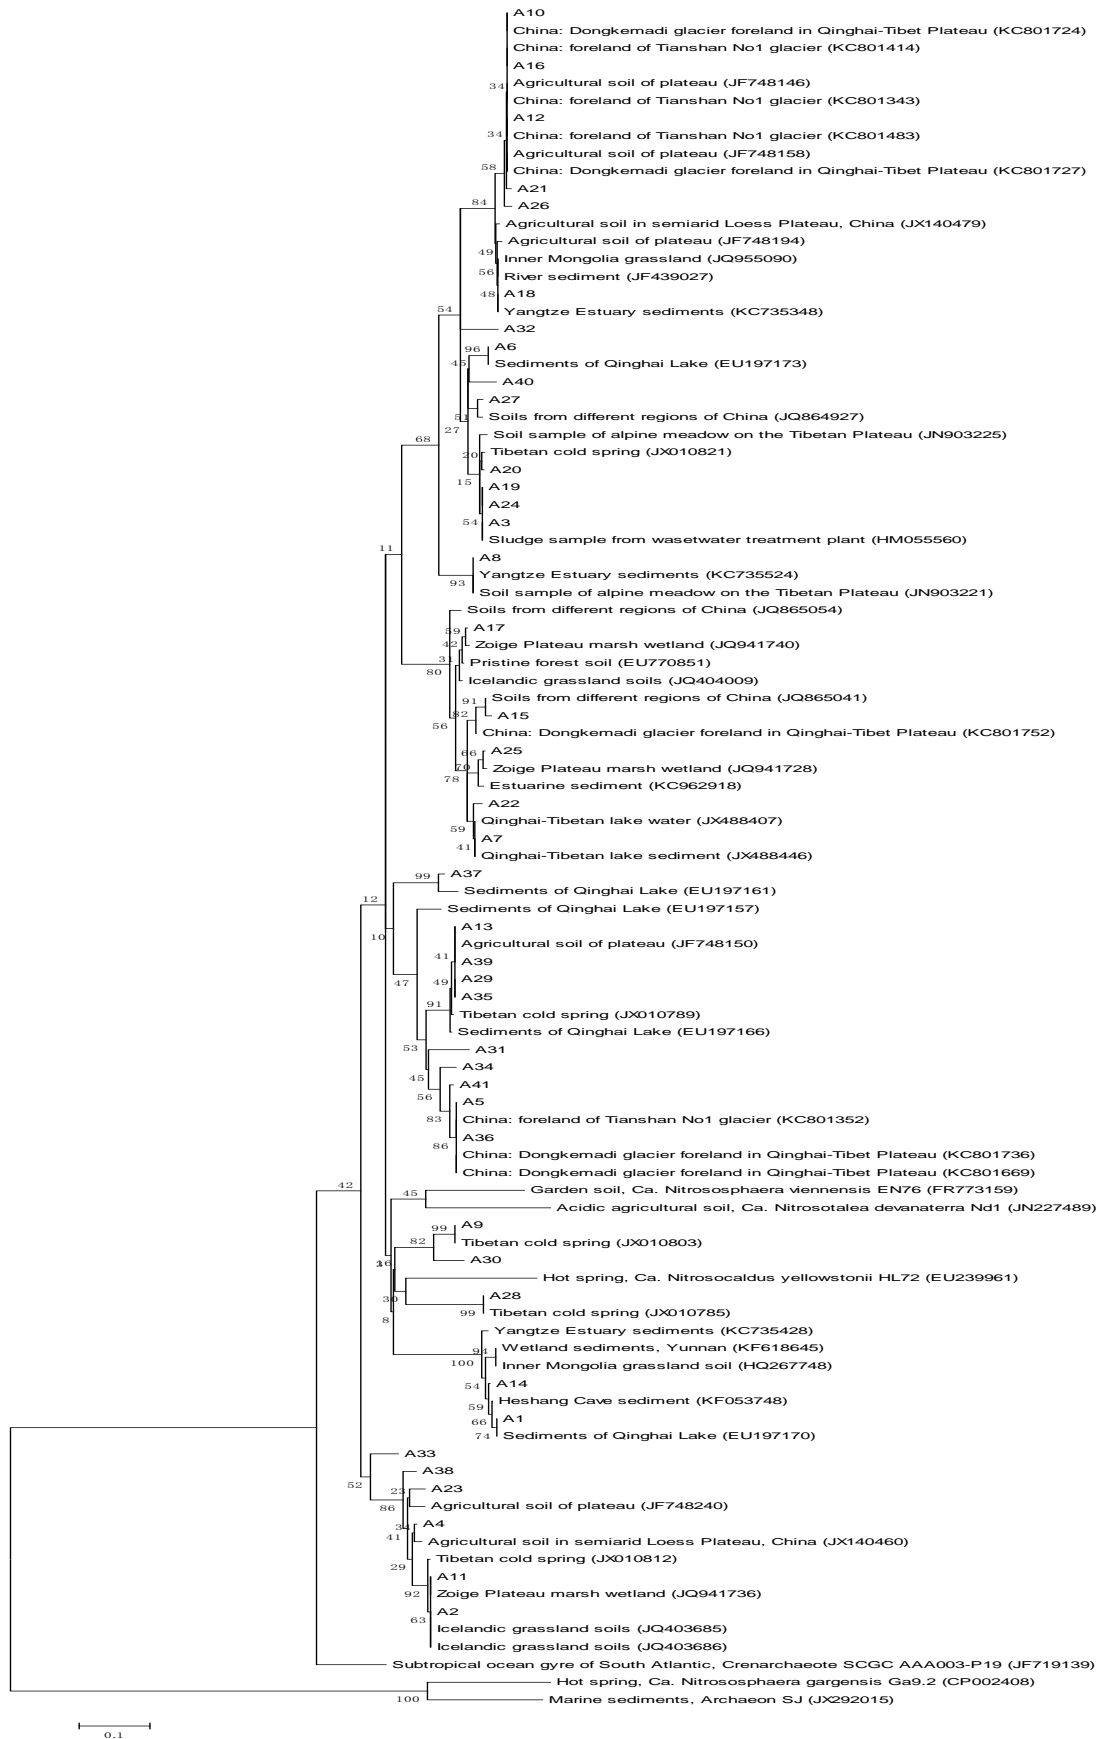 A10
China: Dongkemadi glacier foreland in Qinghai-Tibet Plateau (KC801724)
China: foreland of Tianshan No1 glacier (KC801414)
A16
34
Agricultural soil of plateau (JF748146)
China: foreland of Tianshan No1 glacier (KC801343)
A12
34
China: foreland of Tianshan No1 glacier (KC801483)
Agricultural soil of plateau (JF748158)
58
China: Dongkemadi glacier foreland in Qinghai-Tibet Plateau (KC801727)
A21
84
A26
Agricultural soil in semiarid Loess Plateau, China (JX140479)
Agricultural soil of plateau (JF748194)
49
Inner Mongolia grassland (JQ955090)
56
River sediment (JF439027)
48
A18
54
Yangtze Estuary sediments (KC735348)
A32
96
A6
45
Sediments of Qinghai Lake (EU197173)
A40
A27
51
Soils from different regions of China (JQ864927)
27
Soil sample of alpine meadow on the Tibetan Plateau (JN903225)
68
20
Tibetan cold spring (JX010821)
A20
15
A19
A24
54
A3
Sludge sample from wasetwater treatment plant (HM055560)
11
A8
Yangtze Estuary sediments (KC735524)
93
Soil sample of alpine meadow on the Tibetan Plateau (JN903221)
Soils from different regions of China (JQ865054)
59
A17
42
Zoige Plateau marsh wetland (JQ941740)
31
Pristine forest soil (EU770851)
80
Icelandic grassland soils (JQ404009)
91
Soils from different regions of China (JQ865041)
82
A15
56
China: Dongkemadi glacier foreland in Qinghai-Tibet Plateau (KC801752)
66
A25
70
Zoige Plateau marsh wetland (JQ941728)
78
Estuarine sediment (KC962918)
A22
Qinghai-Tibetan lake water (JX488407)
59
A7
41
Qinghai-Tibetan lake sediment (JX488446)
99
A37
Sediments of Qinghai Lake (EU197161)
12
Sediments of Qinghai Lake (EU197157)
A13
10
Agricultural soil of plateau (JF748150)
41
A39
47
49
A29
A35
91
Tibetan cold spring (JX010789)
Sediments of Qinghai Lake (EU197166)
53
A31
A34
45
A41
56
A5
83
China: foreland of Tianshan No1 glacier (KC801352)
A36
86
China: Dongkemadi glacier foreland in Qinghai-Tibet Plateau (KC801736)
China: Dongkemadi glacier foreland in Qinghai-Tibet Plateau (KC801669)
42
45
Garden soil, Ca. Nitrososphaera viennensis EN76 (FR773159)
Acidic agricultural soil, Ca. Nitrosotalea devanaterra Nd1 (JN227489)
99
A9
82
Tibetan cold spring (JX010803)
A30
Hot spring, Ca. Nitrosocaldus yellowstonii HL72 (EU239961)
30
A28
99
Tibetan cold spring (JX010785)
8
Yangtze Estuary sediments (KC735428)
94
Wetland sediments, Yunnan (KF618645)
100
Inner Mongolia grassland soil (HQ267748)
54
A14
Heshang Cave sediment (KF053748)
59
66
A1
74
Sediments of Qinghai Lake (EU197170)
A33
A38
52
23
A23
86
Agricultural soil of plateau (JF748240)
A4
41
Agricultural soil in semiarid Loess Plateau, China (JX140460)
Tibetan cold spring (JX010812)
29
A11
92
Zoige Plateau marsh wetland (JQ941736)
A2
63
Icelandic grassland soils (JQ403685)
Icelandic grassland soils (JQ403686)
Subtropical ocean gyre of South Atlantic, Crenarchaeote SCGC AAA003-P19 (JF719139)
Hot spring, Ca. Nitrososphaera gargensis Ga9.2 (CP002408)
100
Marine sediments, Archaeon SJ (JX292015)
0.1